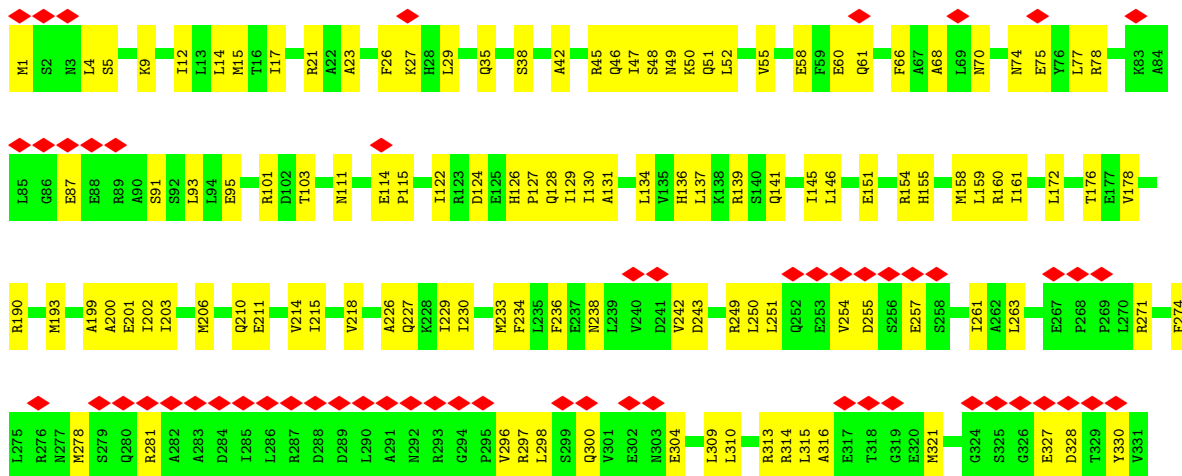 M1 S2 N3 L4 S5 K9 I12 L13 L14 M15 T16 I17 R21 A22 A23 F26 K27 H28 L29 Q35 S38 A42 R45 Q46 I47 S48 N49 K50 Q51 L52 V55 E58 F59 E60 Q61 F66 A67 A68 L69 N70 N74 E75 Y76 L77 R78 K83 A84
L85 G86 E87 E88 R89 A90 S91 S92 L93 L94 E95 R101 D102 T103 N111 E114 P115 I122 R123 D124 E125 H126 P127 Q128 I129 I130 A131 L134 V135 H136 L137 K138 R139 S140 Q141 I145 L146 E151 R154 H155 M158 L159 R160 I161 L172 T176 E177 V178
R190 M193 A199 A200 E201 I202 I203 M206 Q210 E211 V214 I215 V218 A226 Q227 K228 I229 I230 M233 F234 L235 F236 E237 N238 L239 V240 D241 V242 D243 R249 L250 L251 Q252 E253 V254 D255 S256 E257 S258 I261 A262 L263 E267 P268 P269 L270 R271 F274
L275 R276 N277 M278 S279 Q280 R281 A282 A283 D284 I285 L286 R287 D288 D289 L290 A291 N292 R293 G294 P295 V296 R297 L298 S299 Q300 V301 E302 N303 E304 L309 L310 R313 R314 L315 A316 E317 T318 G319 E320 M321 G324 S325 G326 E327 D328 T329 Y330 V331